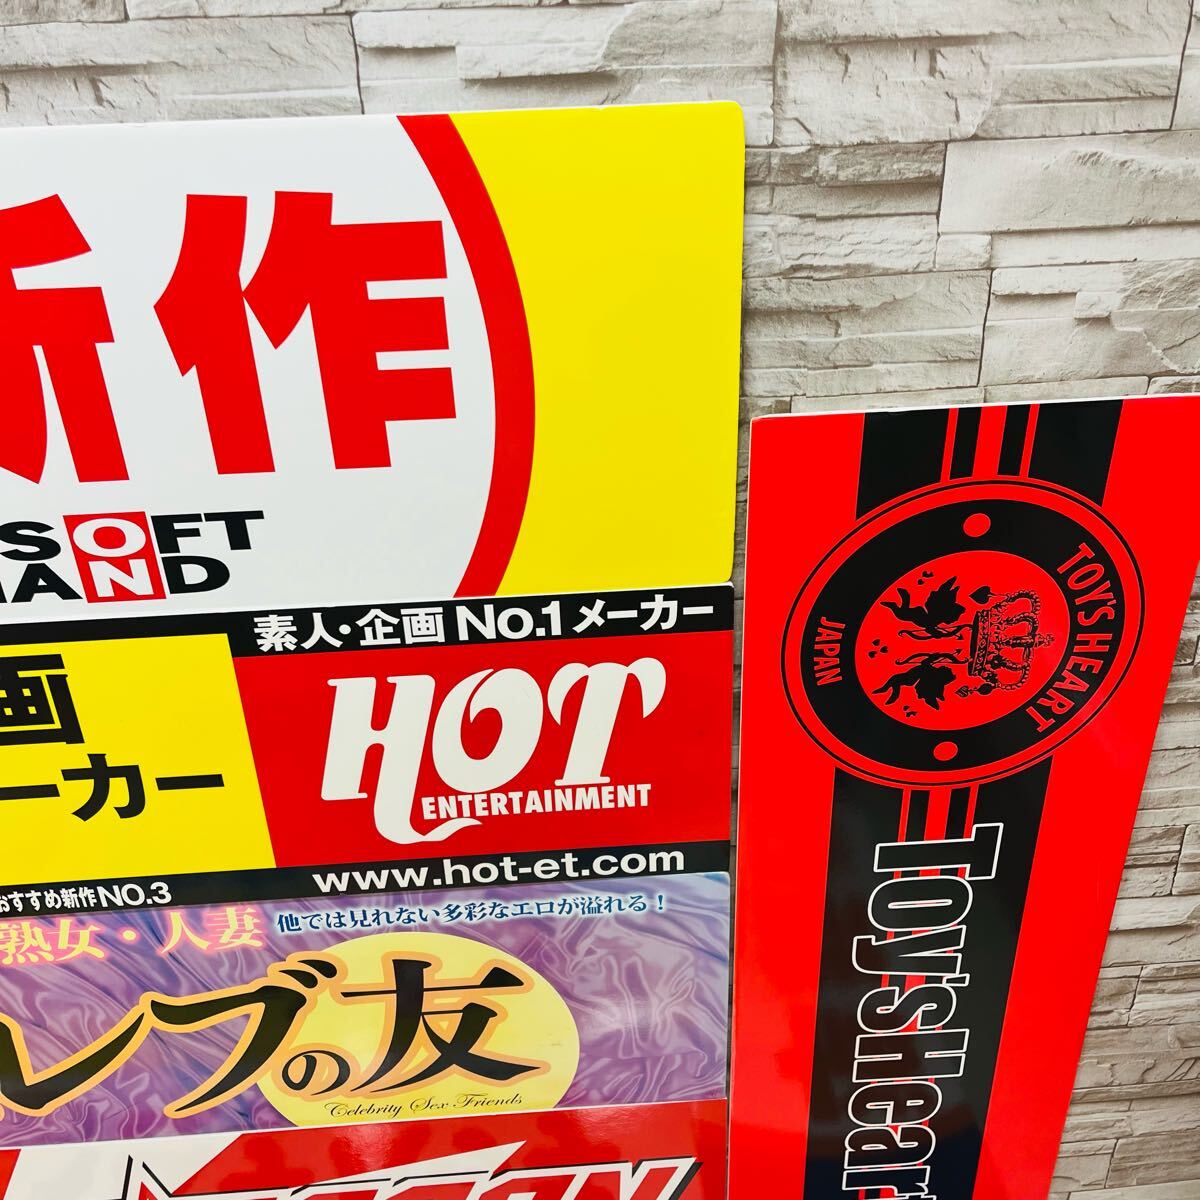 新作
SOFT
ON
AND
画
ーカー
素人・企画 No.1メーカー
HOT
ENTERTAINMENT
www.hot-et.com
おすすめ新作NO.3
熟女・人妻
他では見れない多彩なエロが溢れる！
レブの友
Celebrity Sex Friends
TOY'S HEART
JAPAN
Toy'sHear